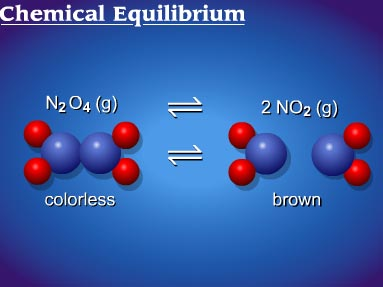 Chemical Equilibrium
N₂O₄ (g) ⇌ 2 NO₂ (g)
⇌
colorless brown